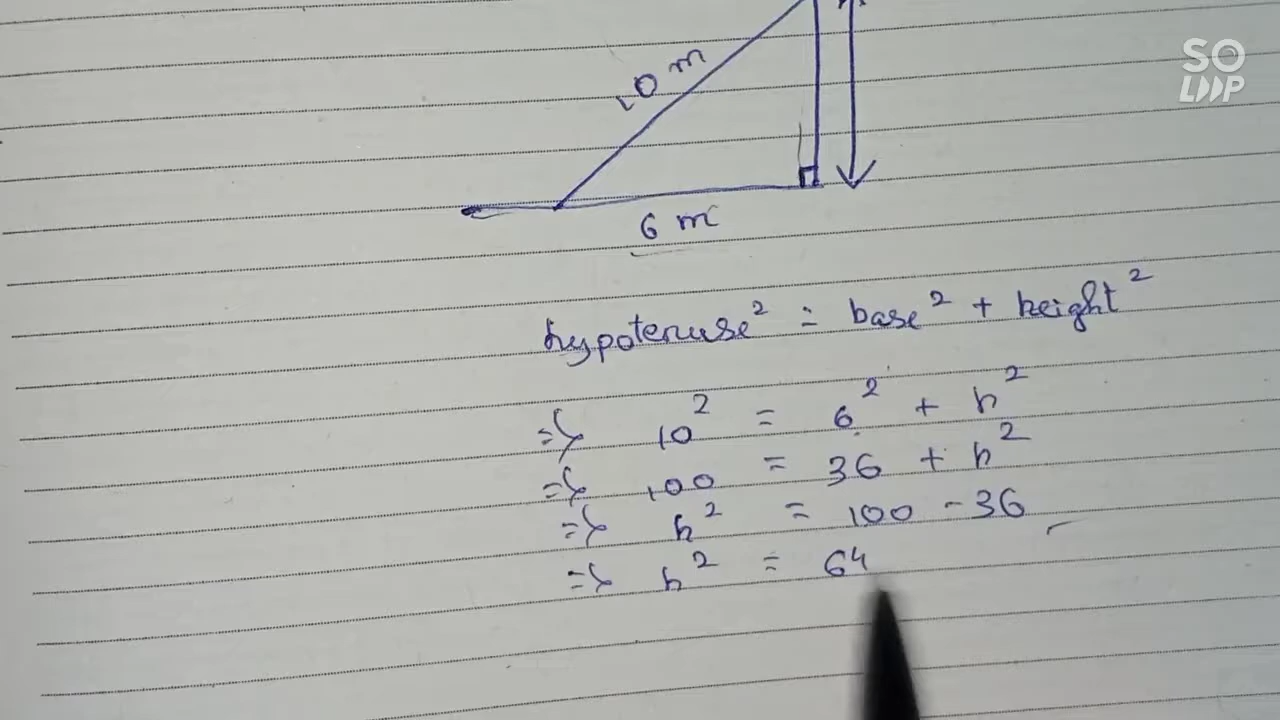 SO
LOOP
10 m
6 m
hypotenuse² = base² + height²
=> 10² = 6² + h²
=> 100 = 36 + h²
=> h² = 100 - 36
=> h² = 64